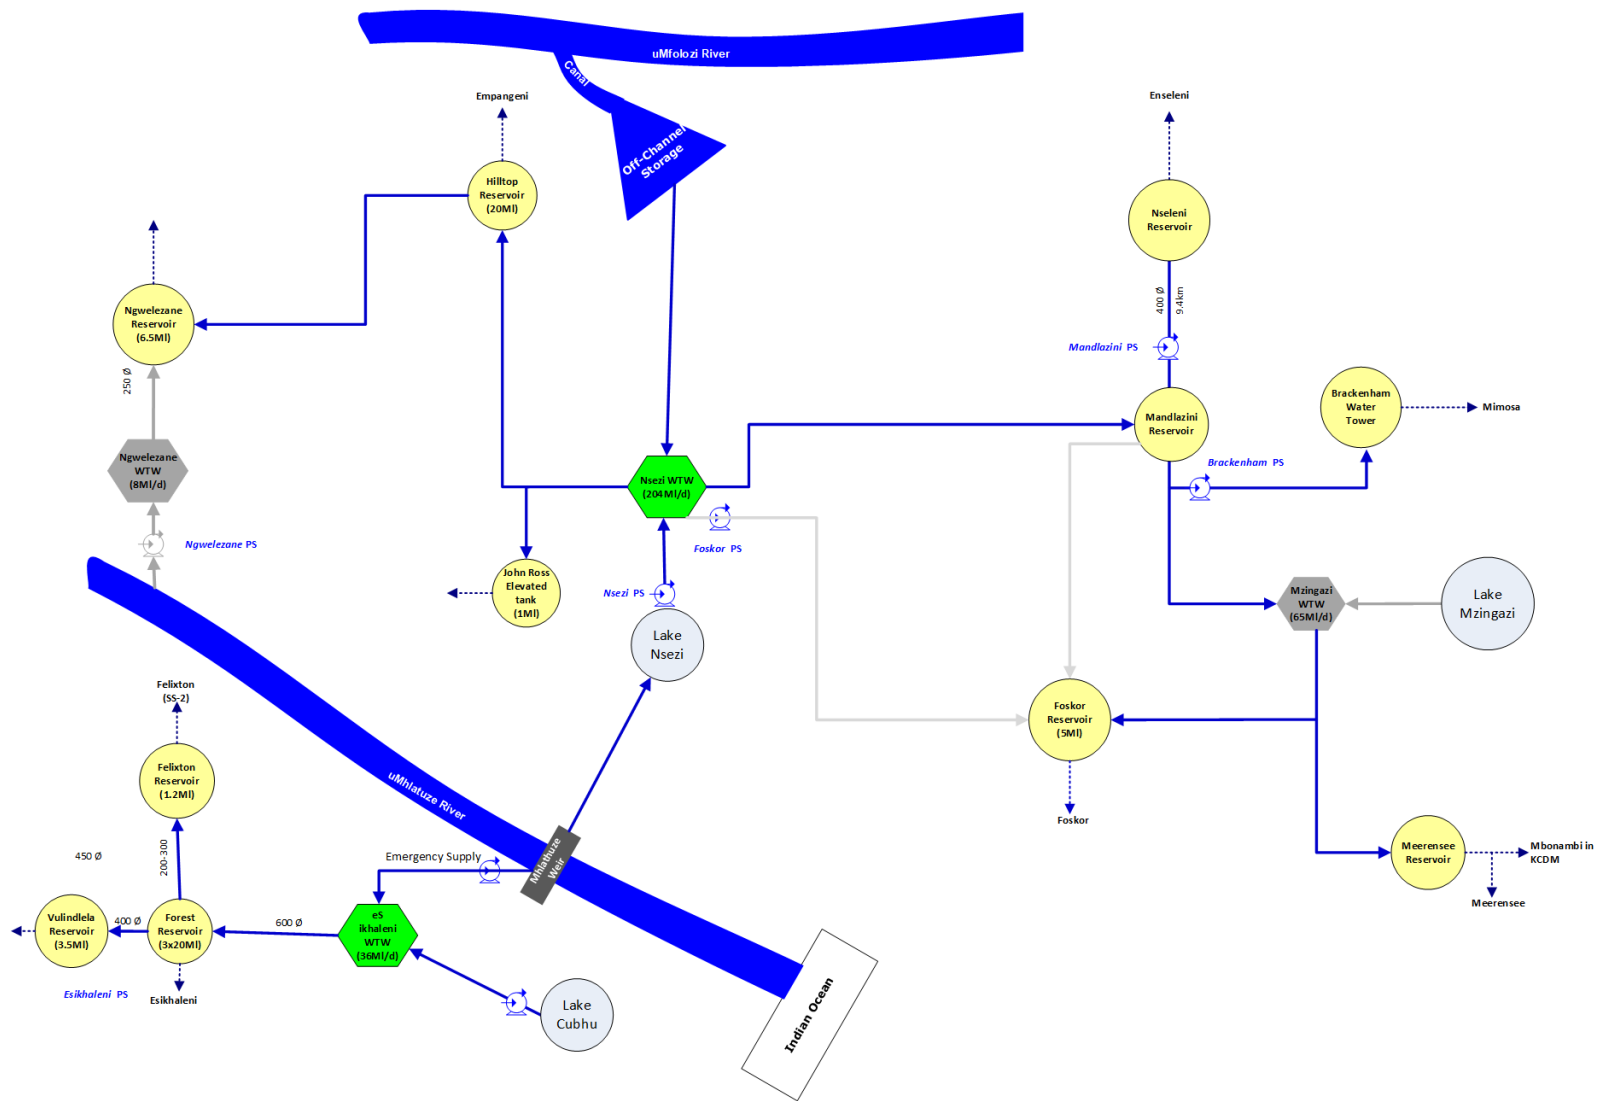 uMfolozi River
Canal
Off-Channel
Storage
Empangeni
Enseleni
Hilltop
Reservoir
(20Ml)
Nseleni
Reservoir
400 Ø
9.4km
Ngwelezane
Reservoir
(6.5Ml)
250 Ø
Mandlazini PS
Mandlazini
Reservoir
Brackenham
Water
Tower
Mimosa
Brackenham PS
Ngwelezane
WTW
(8Ml/d)
Nsezi WTW
(204Ml/d)
Ngwelezane PS
Foskor PS
John Ross
Elevated
tank
(1Ml)
Nsezi PS
Lake
Nsezi
Mzingazi
WTW
(65Ml/d)
Lake
Mzingazi
Felixton
(SS-2)
Felixton
Reservoir
(1.2Ml)
uMhlatuze River
Foskor
Reservoir
(5Ml)
Foskor
450 Ø
200-300
Emergency Supply
Mhlathuze
Weir
Meerensee
Reservoir
Mbonambi in
KCDM
Meerensee
Vulindlela
Reservoir
(3.5Ml)
400 Ø
Forest
Reservoir
(3x20Ml)
600 Ø
eS
ikhaleni
WTW
(36Ml/d)
Esikhaleni PS
Esikhaleni
Lake
Cubhu
Indian Ocean